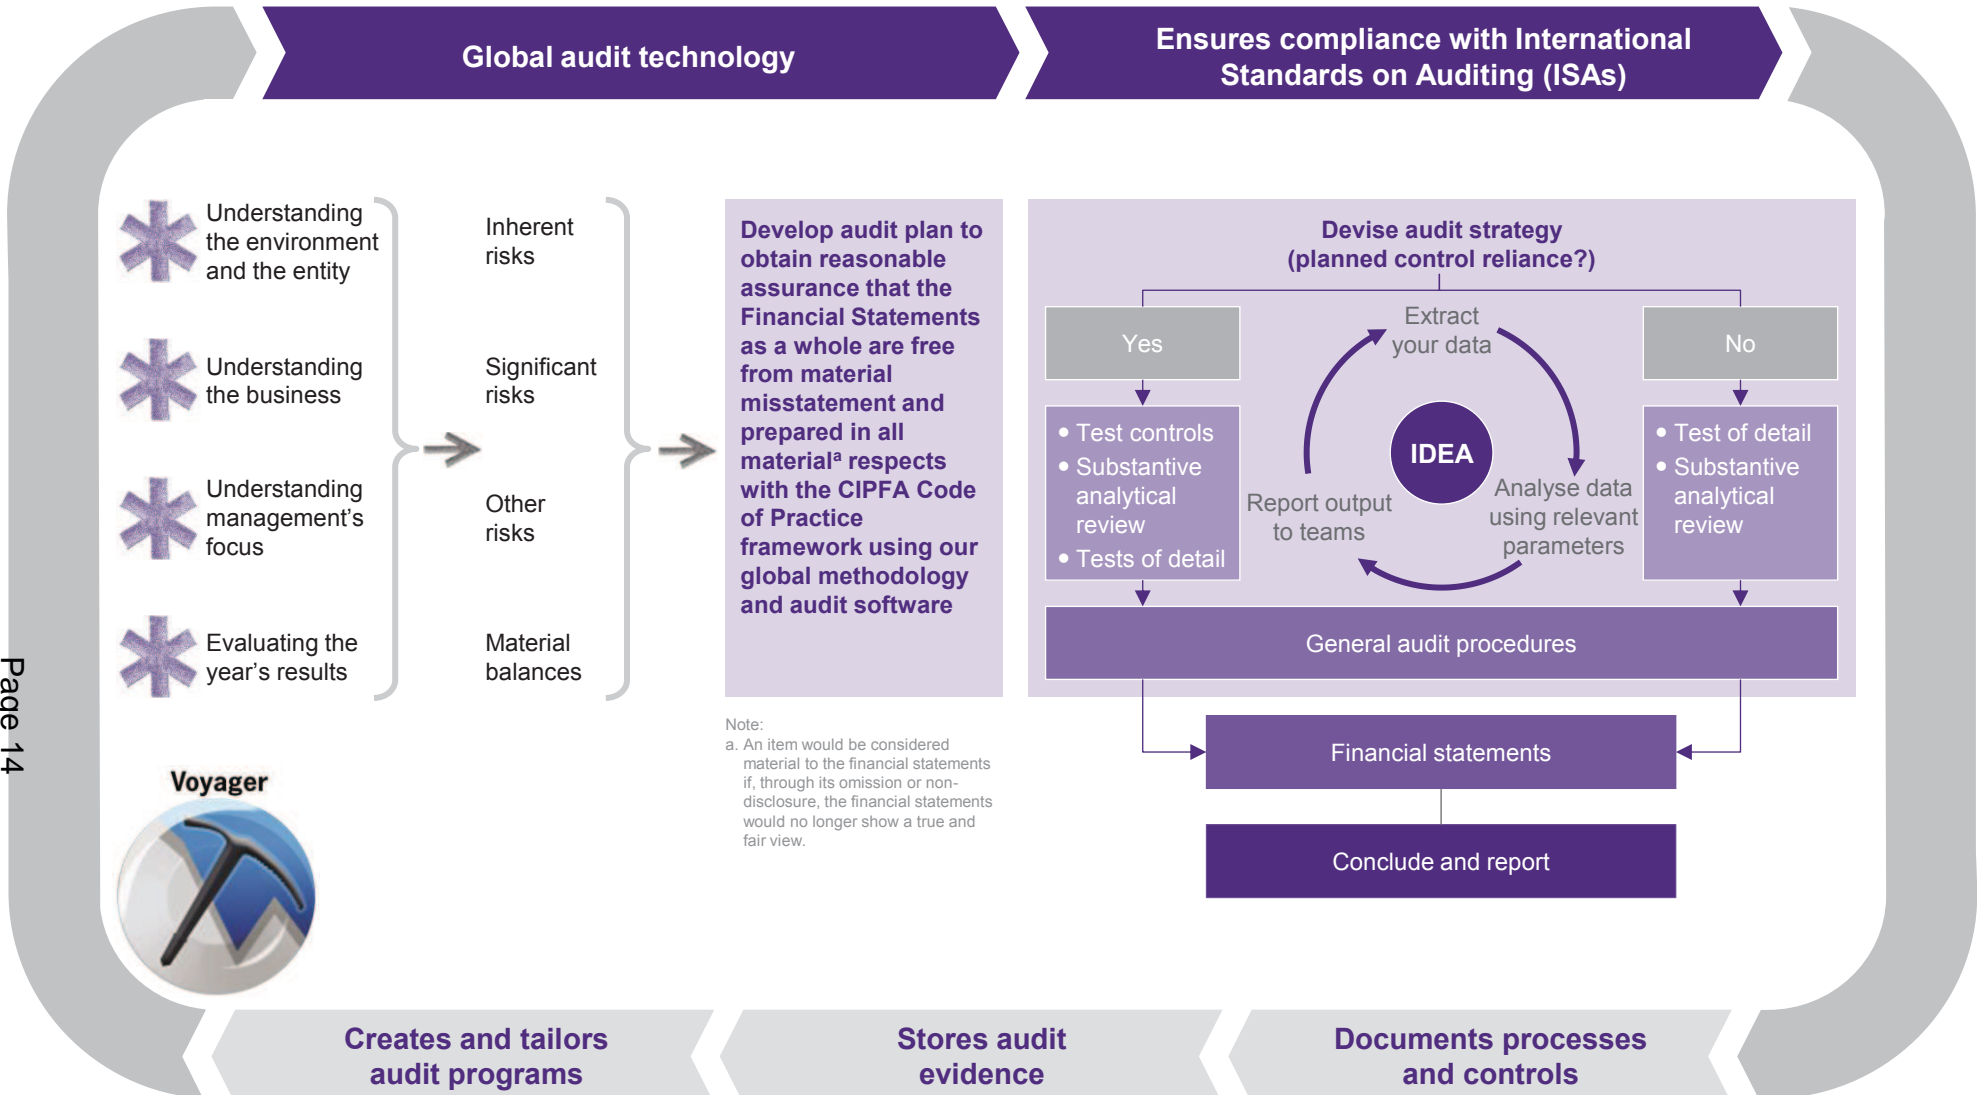 Global audit technology
Ensures compliance with International
Standards on Auditing (ISAs)
Understanding
the environment
and the entity
Understanding
the business
Understanding
management’s
focus
Evaluating the
year’s results
Inherent
risks
Significant
risks
Other
risks
Material
balances
Develop audit plan to
obtain reasonable
assurance that the
Financial Statements
as a whole are free
from material
misstatement and
prepared in all
materialª respects
with the CIPFA Code
of Practice
framework using our
global methodology
and audit software
Note:
a. An item would be considered
material to the financial statements
if, through its omission or non-
disclosure, the financial statements
would no longer show a true and
fair view.
Devise audit strategy
(planned control reliance?)
Yes
• Test controls
• Substantive
analytical
review
• Tests of detail
Extract
your data
IDEA
Analyse data
using relevant
parameters
Report output
to teams
No
• Test of detail
• Substantive
analytical
review
General audit procedures
Financial statements
Conclude and report
Voyager
Page 14
Creates and tailors
audit programs
Stores audit
evidence
Documents processes
and controls